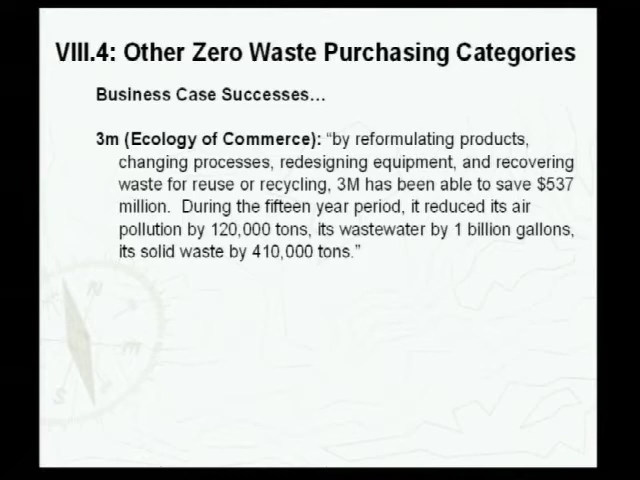 VIII.4: Other Zero Waste Purchasing Categories
Business Case Successes…
3m (Ecology of Commerce): “by reformulating products,
changing processes, redesigning equipment, and recovering
waste for reuse or recycling, 3M has been able to save $537
million. During the fifteen year period, it reduced its air
pollution by 120,000 tons, its wastewater by 1 billion gallons,
its solid waste by 410,000 tons.”
N
E
S